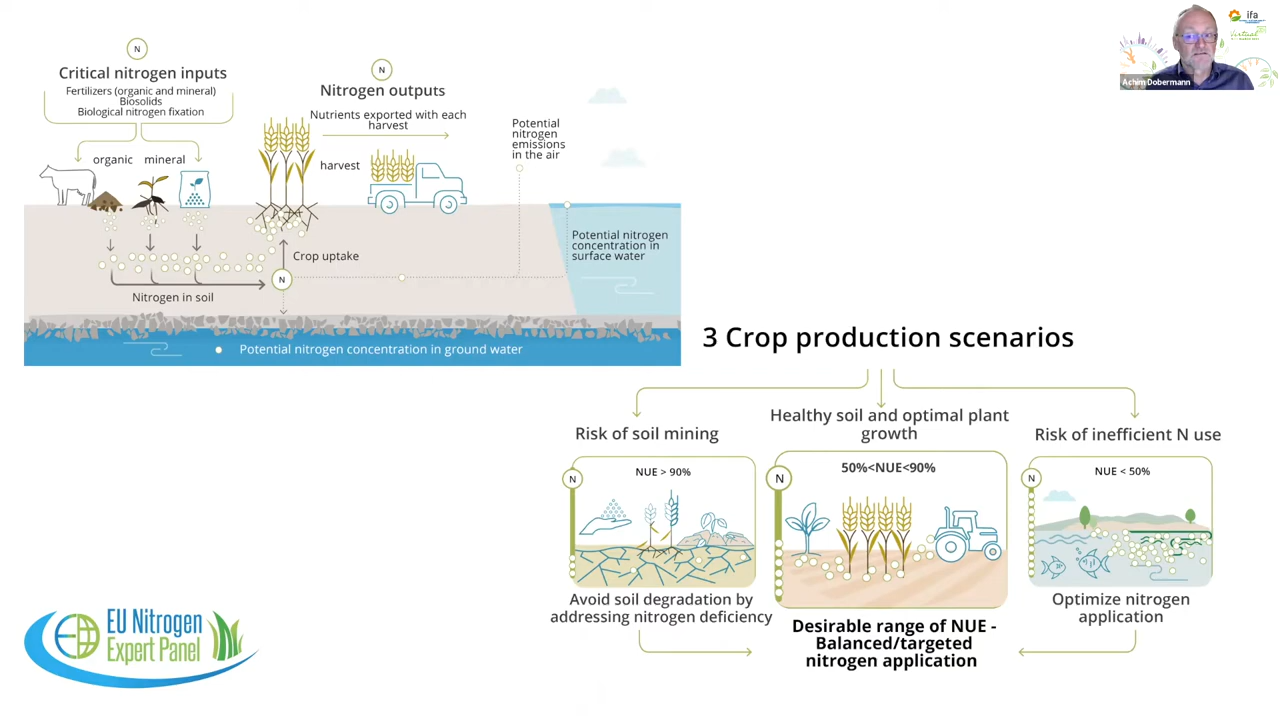 N
Critical nitrogen inputs
Fertilizers (organic and mineral)
Biosolids
Biological nitrogen fixation
organic mineral
N
Nitrogen outputs
Nutrients exported with each
harvest
harvest
Potential
nitrogen
emissions
in the air
Potential nitrogen
concentration in
surface water
Crop uptake
N
Nitrogen in soil
Potential nitrogen concentration in ground water
ifa
Achim Dobermann
3 Crop production scenarios
Risk of soil mining
NUE > 90%
N
Avoid soil degradation by
addressing nitrogen deficiency
Healthy soil and optimal plant
growth
50%<NUE<90%
N
Desirable range of NUE -
Balanced/targeted
nitrogen application
Risk of inefficient N use
NUE < 50%
N
Optimize nitrogen
application
EU Nitrogen
Expert Panel